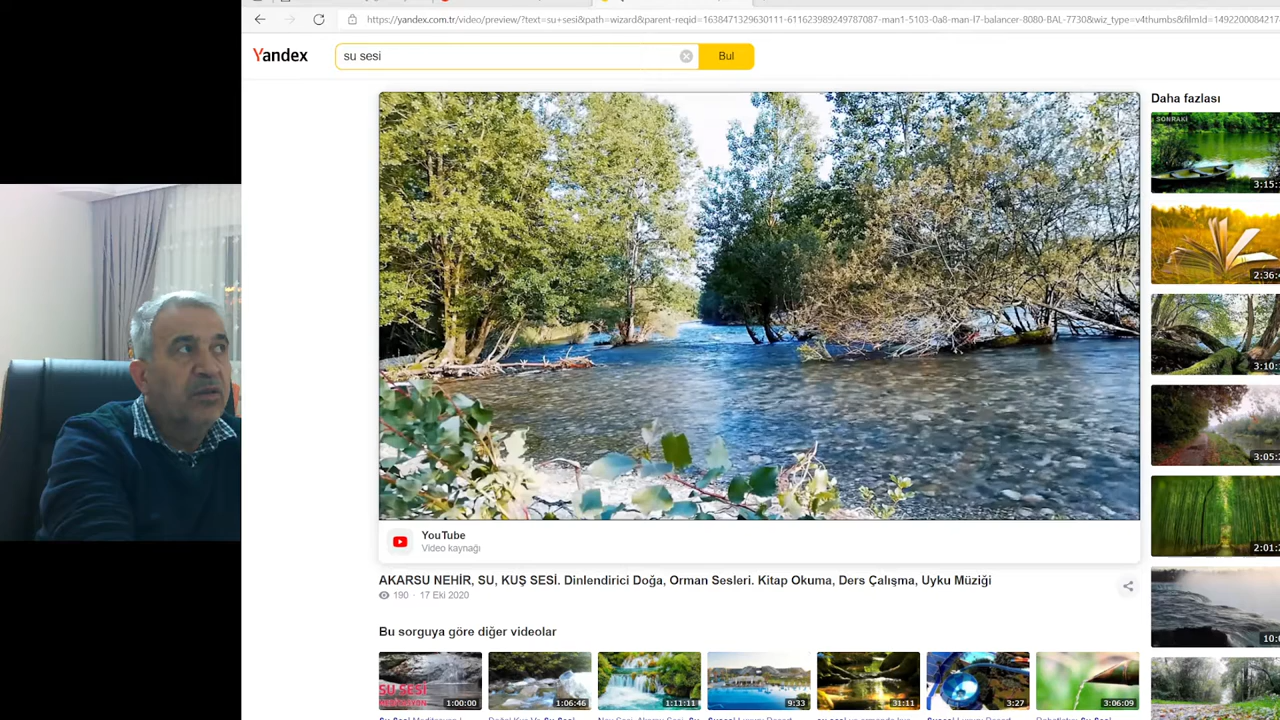 https://yandex.com.tr/video/preview/?text=su+sesi&path=wizard&parent-reqid=1638471329630111-611623989249787087-man1-5103-0a8-man-l7-balancer-8080-BAL-7730&wiz_type=v4thumbs&filmId=1492200084217
Yandex
su sesi
Bul
Daha fazlası
SONRAKİ
3:15:
2:36:4
3:10:
3:05:2
2:01:2
10:0
YouTube
Video kaynağı
AKARSU NEHİR, SU, KUŞ SESİ. Dinlendirici Doğa, Orman Sesleri. Kitap Okuma, Ders Çalışma, Uyku Müziği
190 · 17 Eki 2020
Bu sorguya göre diğer videolar
SU SESİ
1:00:00
1:06:46
1:11:11
9:33
31:11
3:27
3:06:09